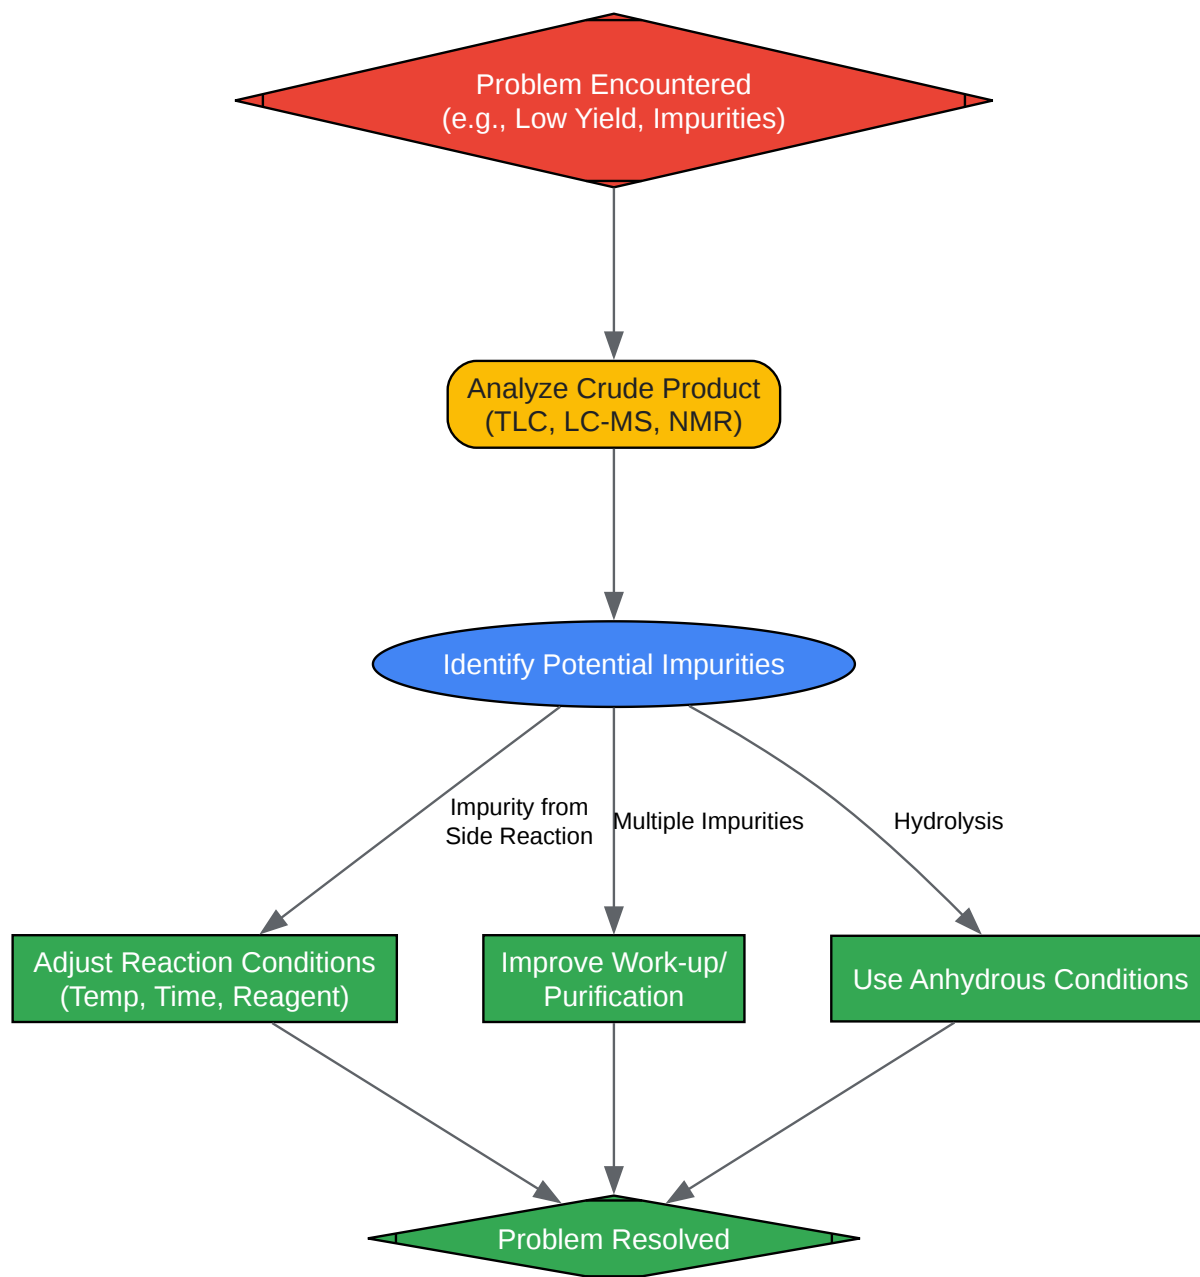 Problem Encountered
(e.g., Low Yield, Impurities)
Analyze Crude Product
(TLC, LC-MS, NMR)
Identify Potential Impurities
Impurity from
Side Reaction
Multiple Impurities
Hydrolysis
Adjust Reaction Conditions
(Temp, Time, Reagent)
Improve Work-up/
Purification
Use Anhydrous Conditions
Problem Resolved